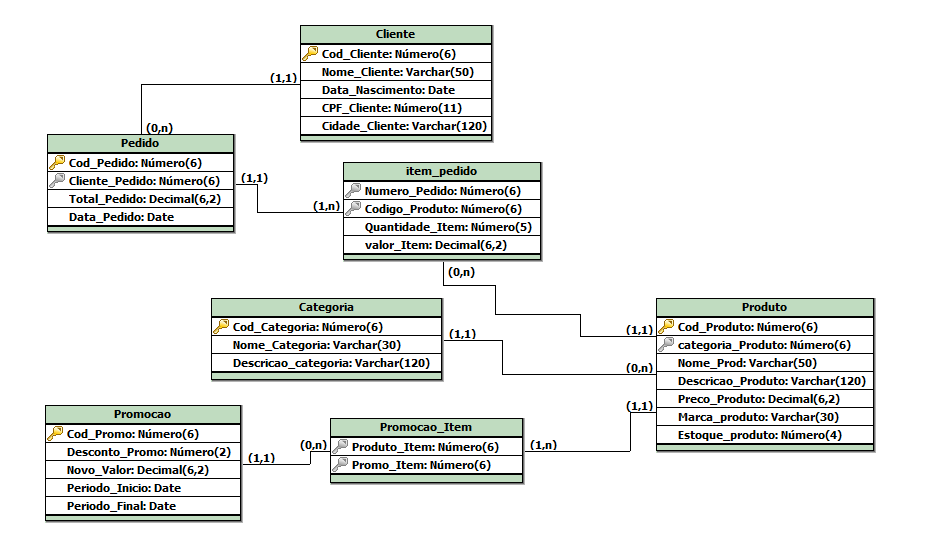 Cliente
Cod_Cliente: Número(6)
Nome_Cliente: Varchar(50)
Data_Nascimento: Date
CPF_Cliente: Número(11)
Cidade_Cliente: Varchar(120)
(1,1)
(0,n)
Pedido
Cod_Pedido: Número(6)
Cliente_Pedido: Número(6)
Total_Pedido: Decimal(6,2)
Data_Pedido: Date
(1,1)
(1,n)
item_pedido
Numero_Pedido: Número(6)
Codigo_Produto: Número(6)
Quantidade_Item: Número(5)
valor_Item: Decimal(6,2)
(0,n)
(1,1)
Categoria
Cod_Categoria: Número(6)
Nome_Categoria: Varchar(30)
Descricao_categoria: Varchar(120)
(1,1)
(0,n)
Produto
Cod_Produto: Número(6)
categoria_Produto: Número(6)
Nome_Prod: Varchar(50)
Descricao_Produto: Varchar(120)
Preco_Produto: Decimal(6,2)
Marca_produto: Varchar(30)
Estoque_produto: Número(4)
(1,1)
(1,n)
Promocao
Cod_Promo: Número(6)
Desconto_Promo: Número(2)
Novo_Valor: Decimal(6,2)
Periodo_Inicio: Date
Periodo_Final: Date
(1,1)
(0,n)
Promocao_Item
Produto_Item: Número(6)
Promo_Item: Número(6)